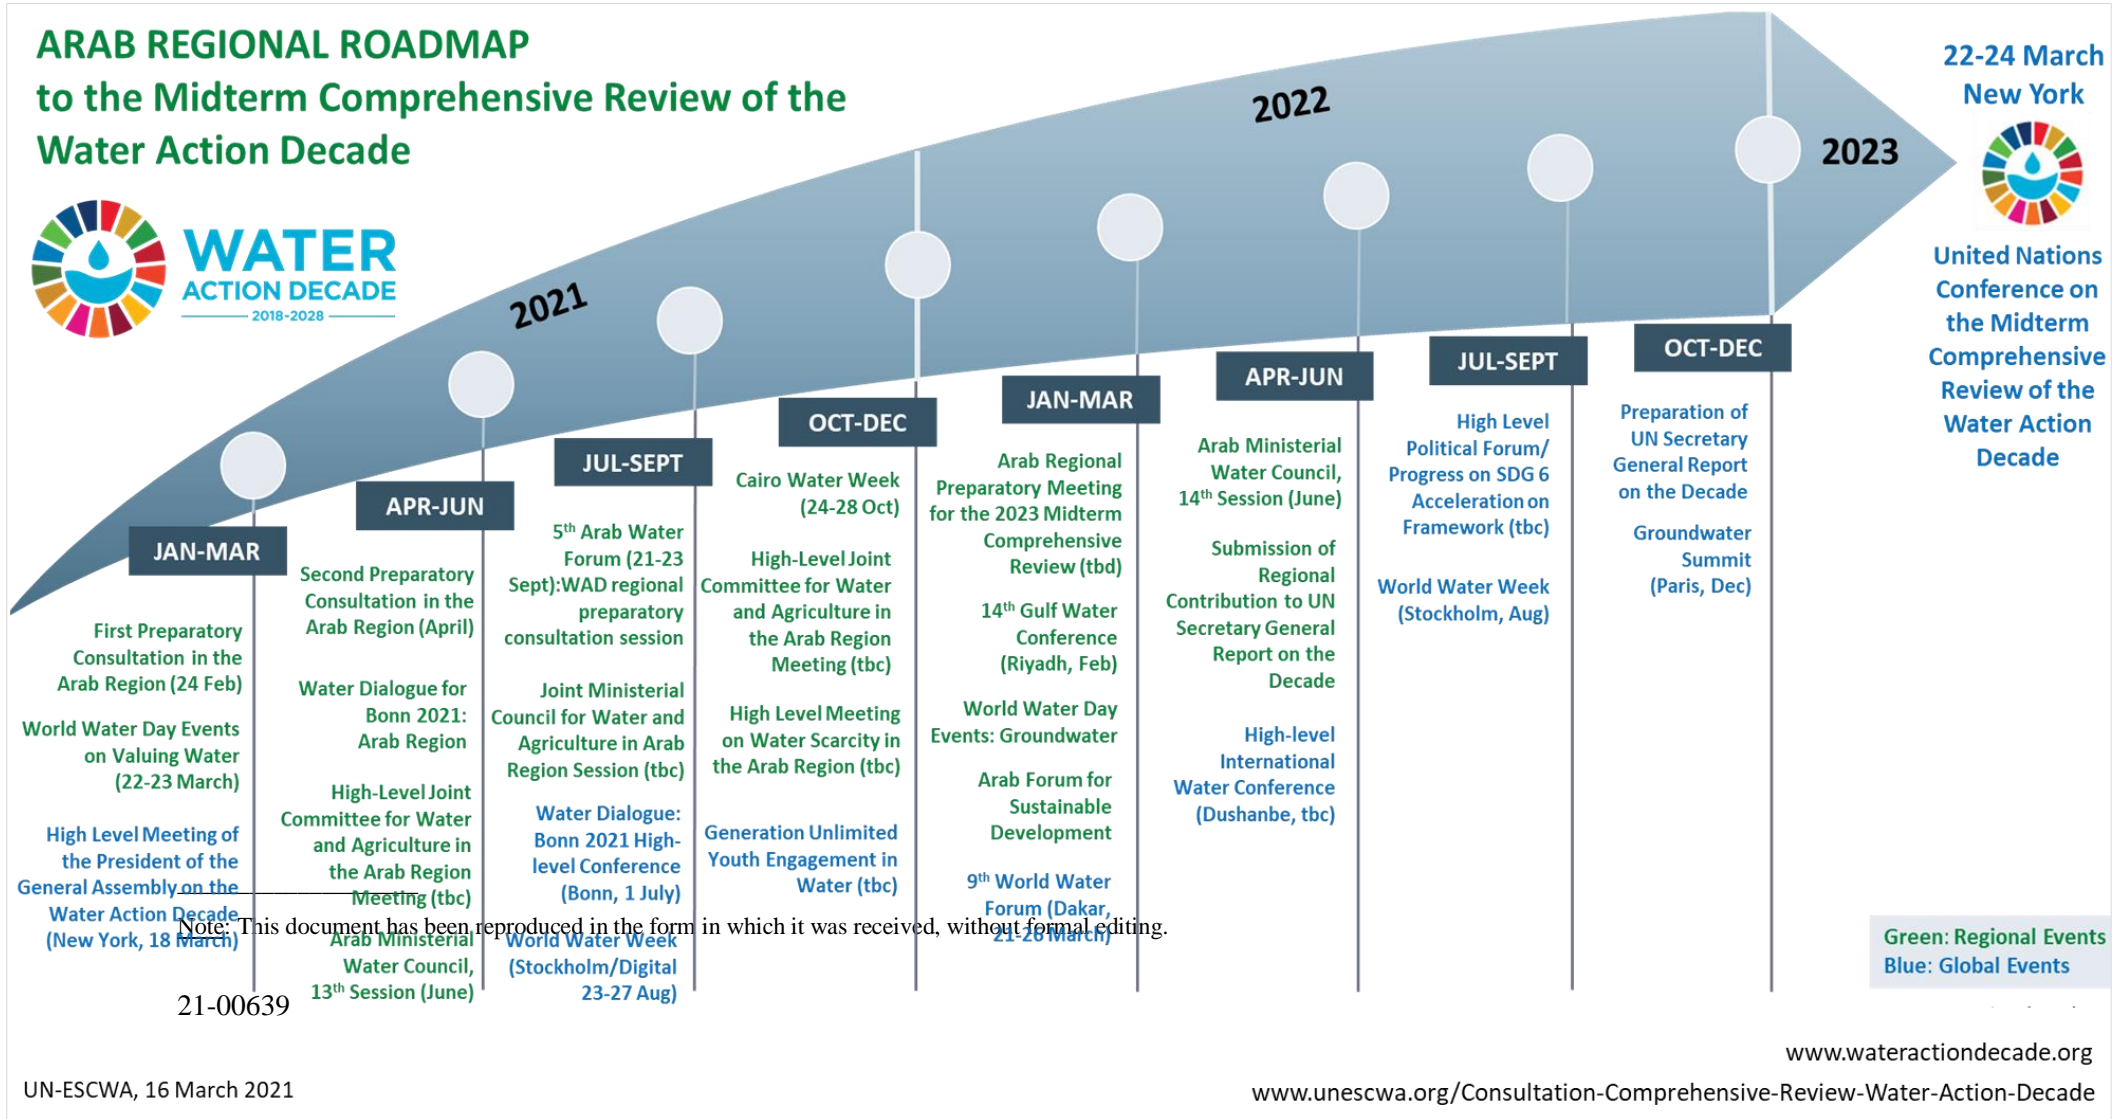 ARAB REGIONAL ROADMAP
to the Midterm Comprehensive Review of the
Water Action Decade
WATER
ACTION DECADE
2018-2028
2021
2022
2023
22-24 March
New York
United Nations
Conference on
the Midterm
Comprehensive
Review of the
Water Action
Decade
JAN-MAR
First Preparatory
Consultation in the
Arab Region (24 Feb)
World Water Day Events
on Valuing Water
(22-23 March)
High Level Meeting of
the President of the
General Assembly on the
Water Action Decade
(New York, 18 March)
APR-JUN
Second Preparatory
Consultation in the
Arab Region (April)
Water Dialogue for
Bonn 2021:
Arab Region
High-Level Joint
Committee for Water
and Agriculture in
the Arab Region
Meeting (tbc)
Arab Ministerial
Water Council,
13th Session (June)
JUL-SEPT
5th Arab Water
Forum (21-23
Sept):WAD regional
preparatory
consultation session
Joint Ministerial
Council for Water and
Agriculture in Arab
Region Session (tbc)
Water Dialogue:
Bonn 2021 High-
level Conference
(Bonn, 1 July)
World Water Week
(Stockholm/Digital
23-27 Aug)
OCT-DEC
Cairo Water Week
(24-28 Oct)
High-Level Joint
Committee for Water
and Agriculture in
the Arab Region
Meeting (tbc)
High Level Meeting
on Water Scarcity in
the Arab Region (tbc)
Generation Unlimited
Youth Engagement in
Water (tbc)
JAN-MAR
Arab Regional
Preparatory Meeting
for the 2023 Midterm
Comprehensive
Review (tbd)
14th Gulf Water
Conference
(Riyadh, Feb)
World Water Day
Events: Groundwater
Arab Forum for
Sustainable
Development
9th World Water
Forum (Dakar,
21-26 March)
APR-JUN
Arab Ministerial
Water Council,
14th Session (June)
Submission of
Regional
Contribution to UN
Secretary General
Report on the
Decade
High-level
International
Water Conference
(Dushanbe, tbc)
JUL-SEPT
High Level
Political Forum/
Progress on SDG 6
Acceleration on
Framework (tbc)
World Water Week
(Stockholm, Aug)
OCT-DEC
Preparation of
UN Secretary
General Report
on the Decade
Groundwater
Summit
(Paris, Dec)
Green: Regional Events
Blue: Global Events
Note: This document has been reproduced in the form in which it was received, without formal editing.
21-00639
www.wateractiondecade.org
UN-ESCWA, 16 March 2021
www.unescwa.org/Consultation-Comprehensive-Review-Water-Action-Decade